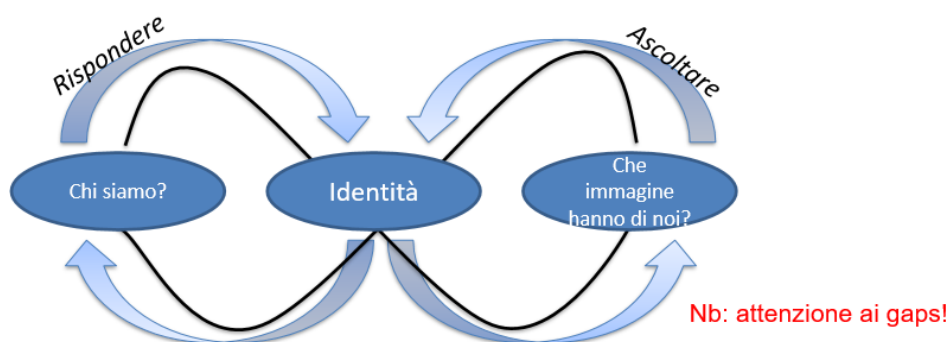 Rispondere
Ascoltare
Chi siamo?
Identità
Che
immagine
hanno di noi?
Nb: attenzione ai gaps!